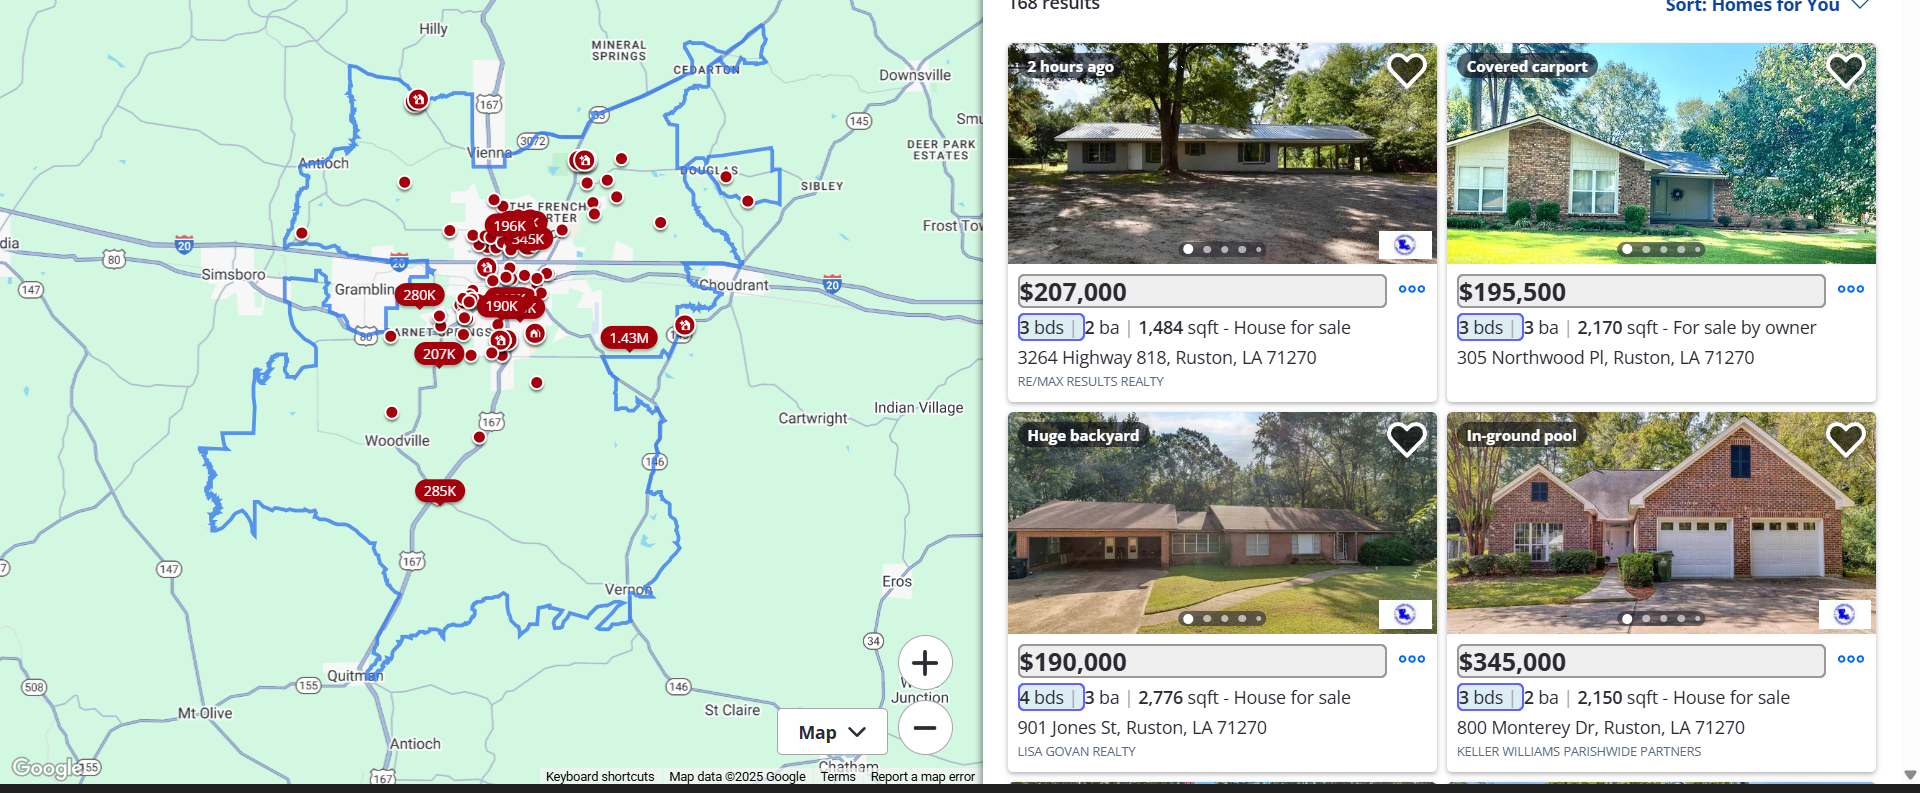 Hilly
MINERAL
SPRINGS
CEDARTON
Downsville
167
33
145
3072
DEER PARK
ESTATES
Vienna
Antioch
DOUGLAS
SIBLEY
THE FRENCH
196K
345K
Frost To
dia
20
80
Simsboro
20
147
Grambling
280K
Choudrant
20
190K
80
207K
1.43M
167
Cartwright
Indian Village
Woodville
146
285K
167
147
Vernon
Eros
34
Quitman
155
508
146
Junction
Mt Olive
St Claire
Antioch
Map
Chatham
Google
155
167
Keyboard shortcuts
Map data ©2025 Google
Terms
Report a map error
168 results
Sort: Homes for You
2 hours ago
$207,000
3 bds | 2 ba | 1,484 sqft - House for sale
3264 Highway 818, Ruston, LA 71270
RE/MAX RESULTS REALTY
Covered carport
$195,500
3 bds | 3 ba | 2,170 sqft - For sale by owner
305 Northwood Pl, Ruston, LA 71270
Huge backyard
$190,000
4 bds | 3 ba | 2,776 sqft - House for sale
901 Jones St, Ruston, LA 71270
LISA GOVAN REALTY
In-ground pool
$345,000
3 bds | 2 ba | 2,150 sqft - House for sale
800 Monterey Dr, Ruston, LA 71270
KELLER WILLIAMS PARISHWIDE PARTNERS